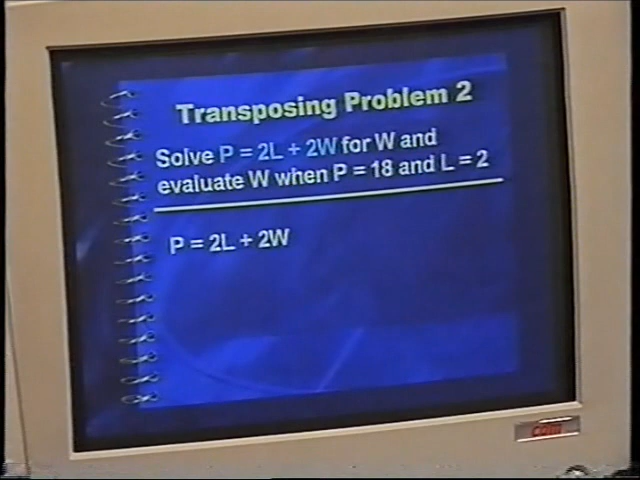 Transposing Problem 2
Solve P = 2L + 2W for W and
evaluate W when P = 18 and L = 2
P = 2L + 2W